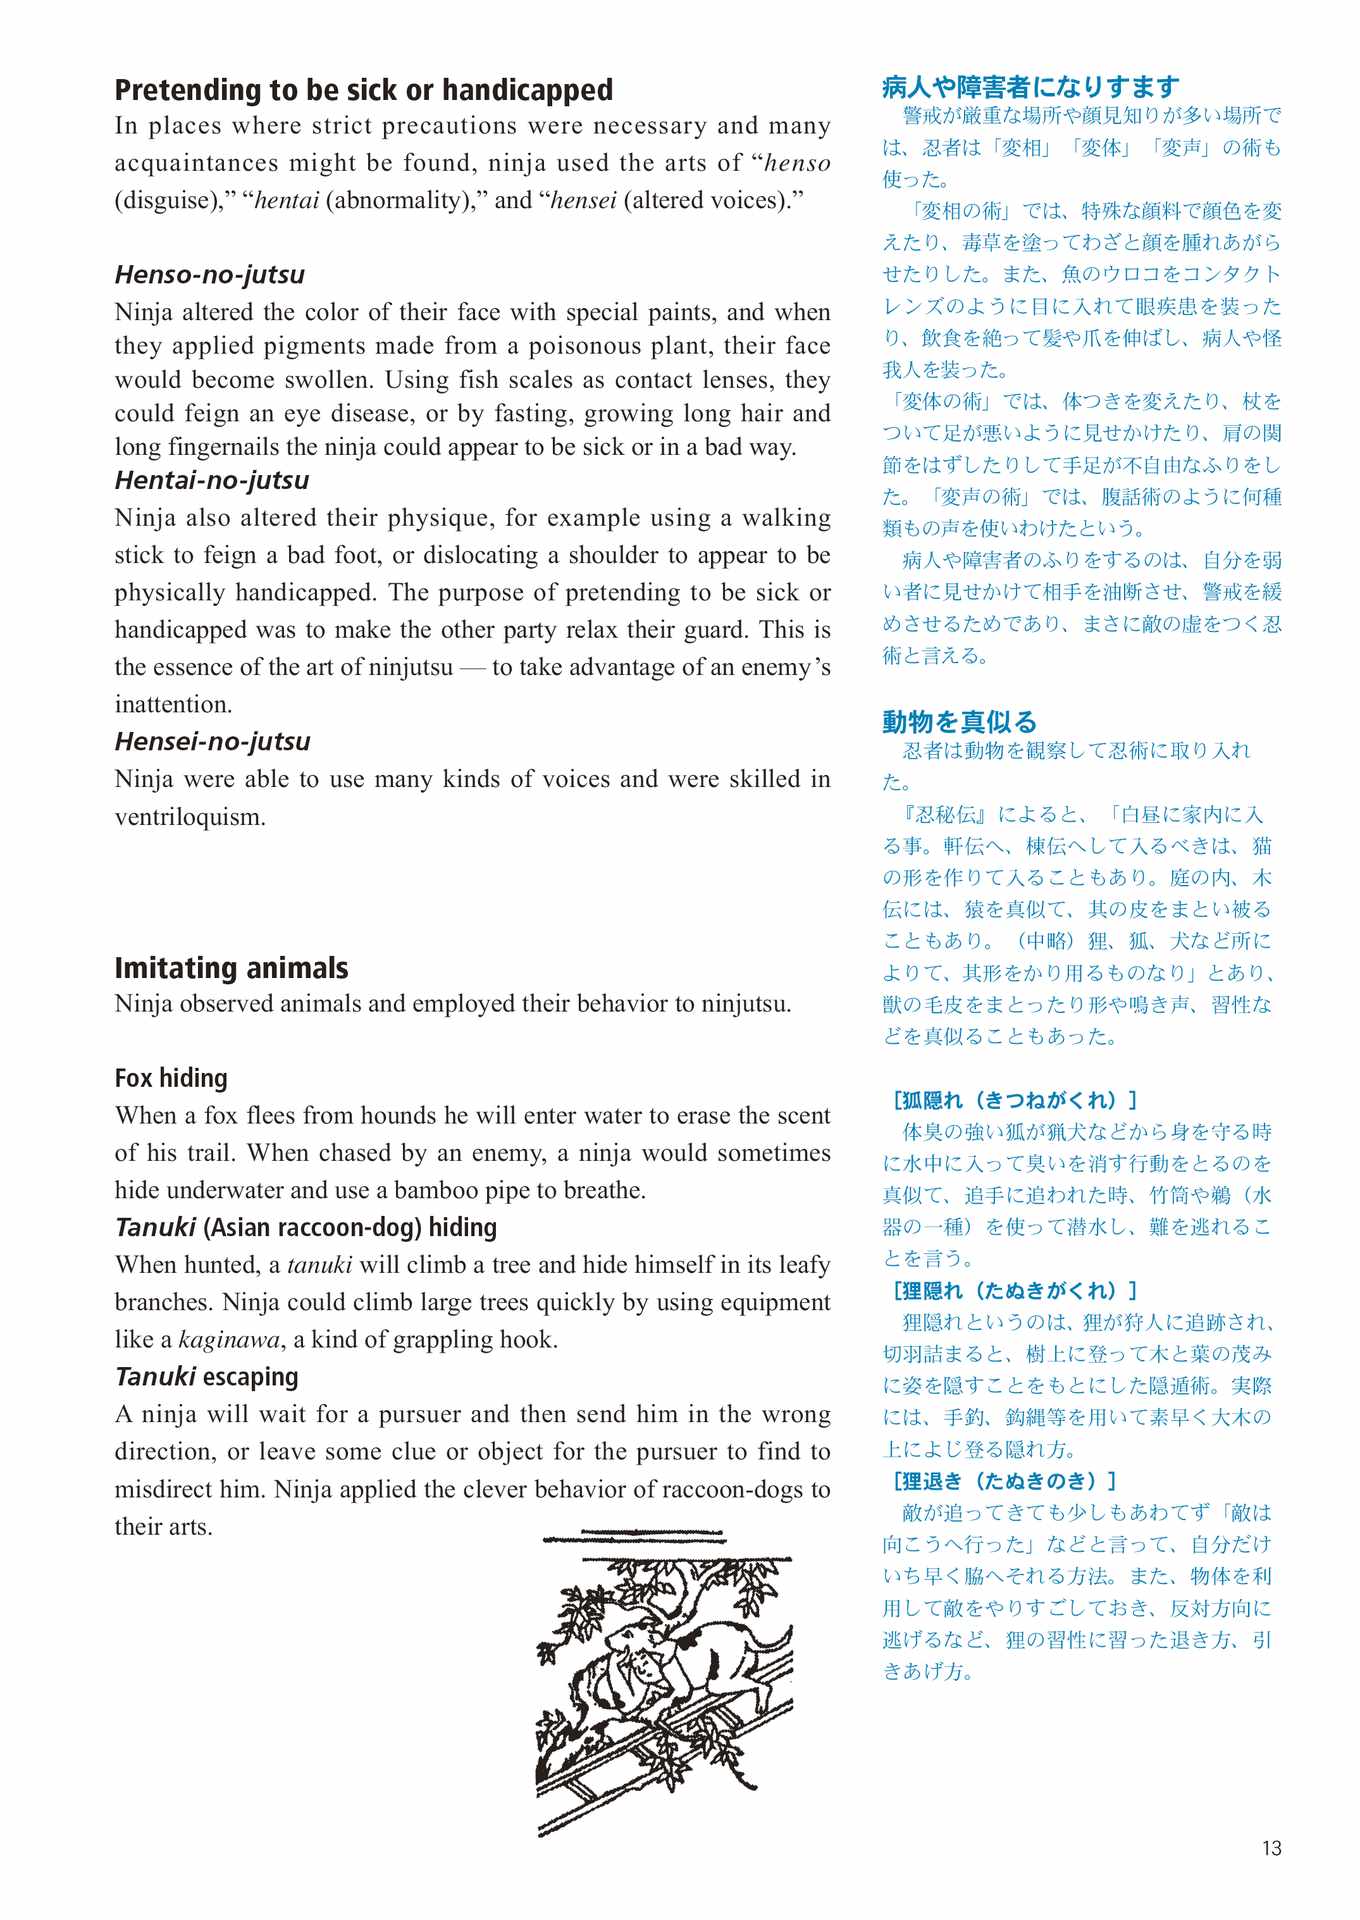 Pretending to be sick or handicapped
In places where strict precautions were necessary and many
acquaintances might be found, ninja used the arts of “henso
(disguise),” “hentai (abnormality),” and “hensei (altered voices).”
Henso-no-jutsu
Ninja altered the color of their face with special paints, and when
they applied pigments made from a poisonous plant, their face
would become swollen. Using fish scales as contact lenses, they
could feign an eye disease, or by fasting, growing long hair and
long fingernails the ninja could appear to be sick or in a bad way.
Hentai-no-jutsu
Ninja also altered their physique, for example using a walking
stick to feign a bad foot, or dislocating a shoulder to appear to be
physically handicapped. The purpose of pretending to be sick or
handicapped was to make the other party relax their guard. This is
the essence of the art of ninjutsu — to take advantage of an enemy’s
inattention.
Hensei-no-jutsu
Ninja were able to use many kinds of voices and were skilled in
ventriloquism.
Imitating animals
Ninja observed animals and employed their behavior to ninjutsu.
Fox hiding
When a fox flees from hounds he will enter water to erase the scent
of his trail. When chased by an enemy, a ninja would sometimes
hide underwater and use a bamboo pipe to breathe.
Tanuki (Asian raccoon-dog) hiding
When hunted, a tanuki will climb a tree and hide himself in its leafy
branches. Ninja could climb large trees quickly by using equipment
like a kaginawa, a kind of grappling hook.
Tanuki escaping
A ninja will wait for a pursuer and then send him in the wrong
direction, or leave some clue or object for the pursuer to find to
misdirect him. Ninja applied the clever behavior of raccoon-dogs to
their arts.
病人や障害者になりすます
警戒が厳重な場所や顔見知りが多い場所で
は、忍者は「変相」「変体」「変声」の術も
使った。
「変相の術」では、特殊な顔料で顔色を変
えたり、毒草を塗ってわざと顔を腫れあがら
せたりした。また、魚のウロコをコンタクト
レンズのように目に入れて眼疾患を装った
り、飲食を絶って髪や爪を伸ばし、病人や怪
我人を装った。
「変体の術」では、体つきを変えたり、杖を
ついて足が悪いように見せかけたり、肩の関
節をはずしたりして手足が不自由なふりをし
た。「変声の術」では、腹話術のように何種
類もの声を使いわけたという。
病人や障害者のふりをするのは、自分を弱
い者に見せかけて相手を油断させ、警戒を緩
めさせるためであり、まさに敵の虚をつく忍
術と言える。
動物を真似る
忍者は動物を観察して忍術に取り入れ
た。
『忍秘伝』によると、「白昼に家内に入
る事。軒伝へ、棟伝へして入るべきは、猫
の形を作りて入ることもあり。庭の内、木
伝には、猿を真似て、其の皮をまとい被る
こともあり。（中略）狸、狐、犬など所に
よりて、其形をかり用るものなり」とあり、
獣の毛皮をまとったり形や鳴き声、習性な
どを真似ることもあった。
［狐隠れ（きつねがくれ）］
体臭の強い狐が猟犬などから身を守る時
に水中に入って臭いを消す行動をとるのを
真似て、追手に追われた時、竹筒や鵜（水
器の一種）を使って潜水し、難を逃れるこ
とを言う。
［狸隠れ（たぬきがくれ）］
狸隠れというのは、狸が狩人に追跡され、
切羽詰まると、樹上に登って木と葉の茂み
に姿を隠すことをもとにした隠遁術。実際
には、手釣、鈎縄等を用いて素早く大木の
上によじ登る隠れ方。
［狸退き（たぬきのき）］
敵が追ってきても少しもあわてず「敵は
向こうへ行った」などと言って、自分だけ
いち早く脇へそれる方法。また、物体を利
用して敵をやりすごしておき、反対方向に
逃げるなど、狸の習性に習った退き方、引
きあげ方。
13